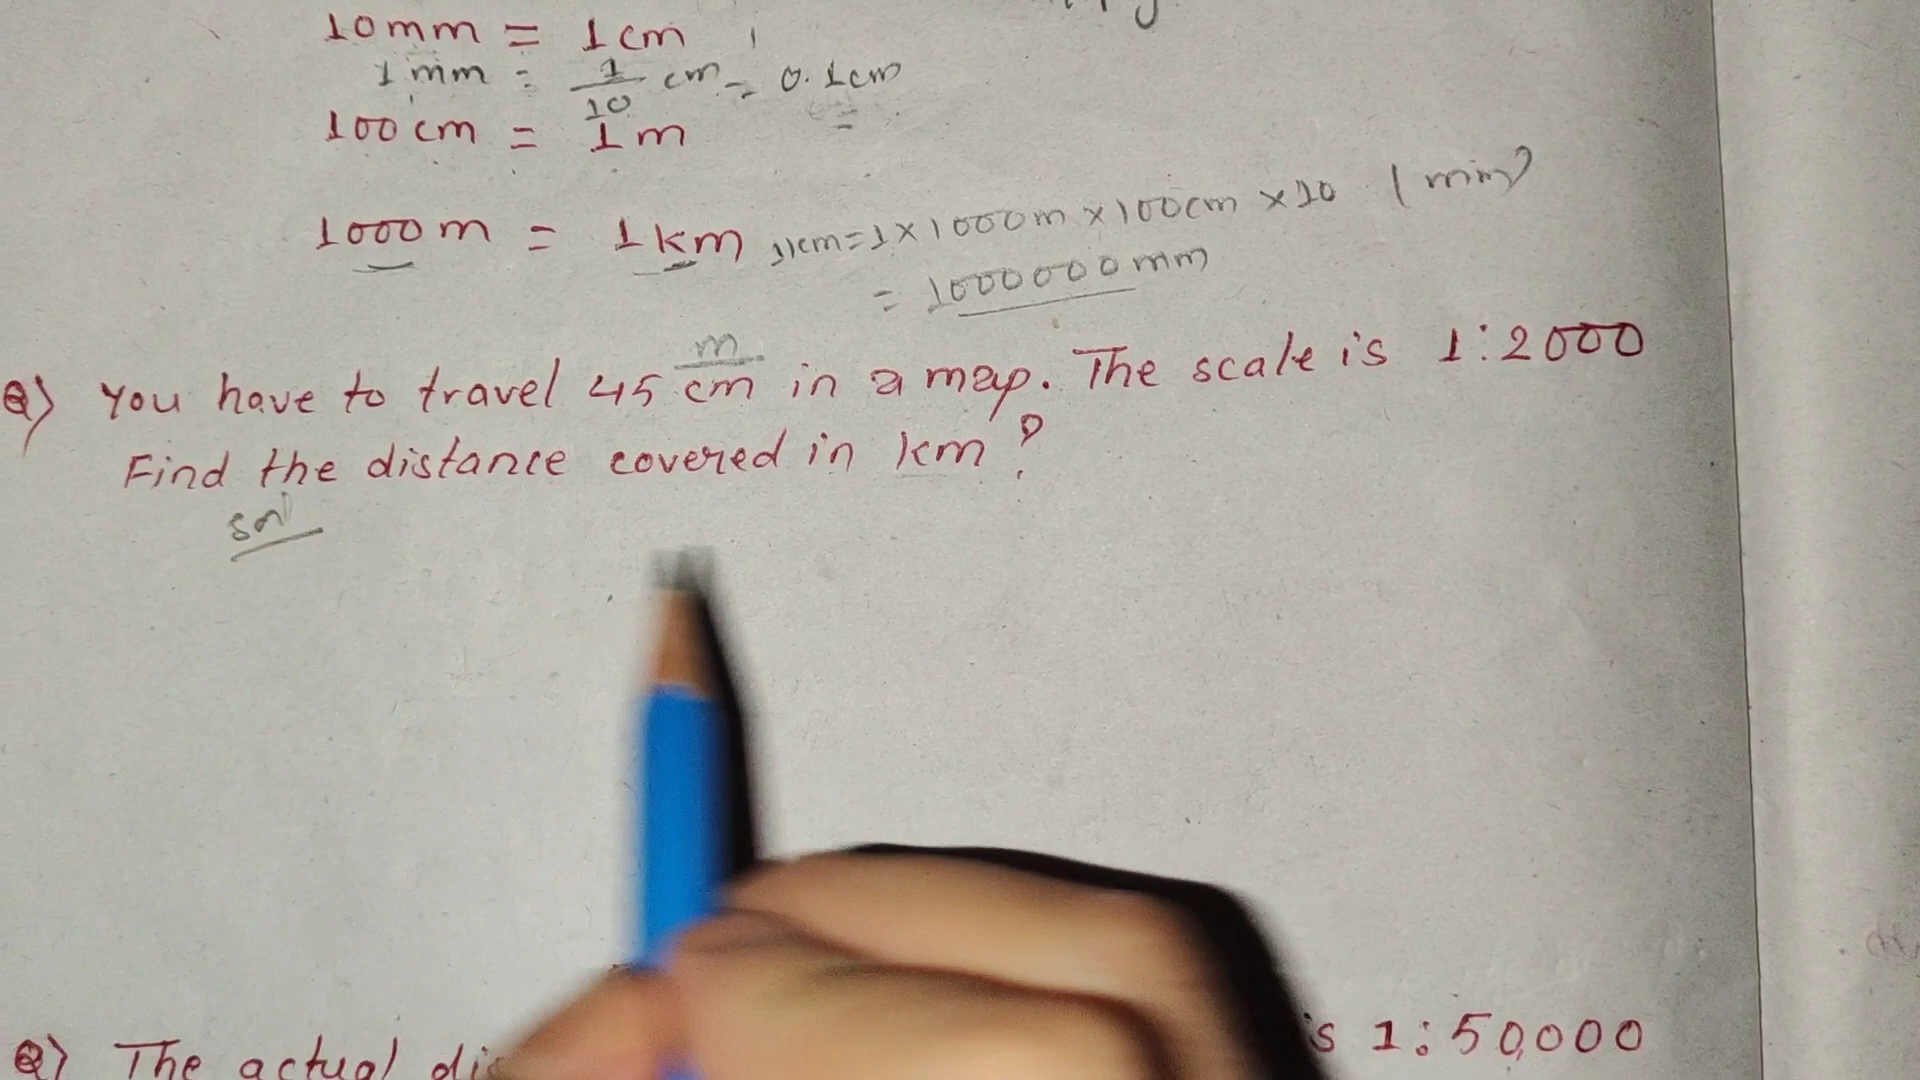 10mm = 1cm
1mm = 1/10 cm = 0.1cm
100cm = 1m
1000m = 1km 1km=1×1000m×100cm×10 (mm)
= 1000000mm
m
Q) You have to travel 45 cm in a map. The scale is 1:2000
Find the distance covered in km?
Soln
Q) The actual dis
is 1:50,000